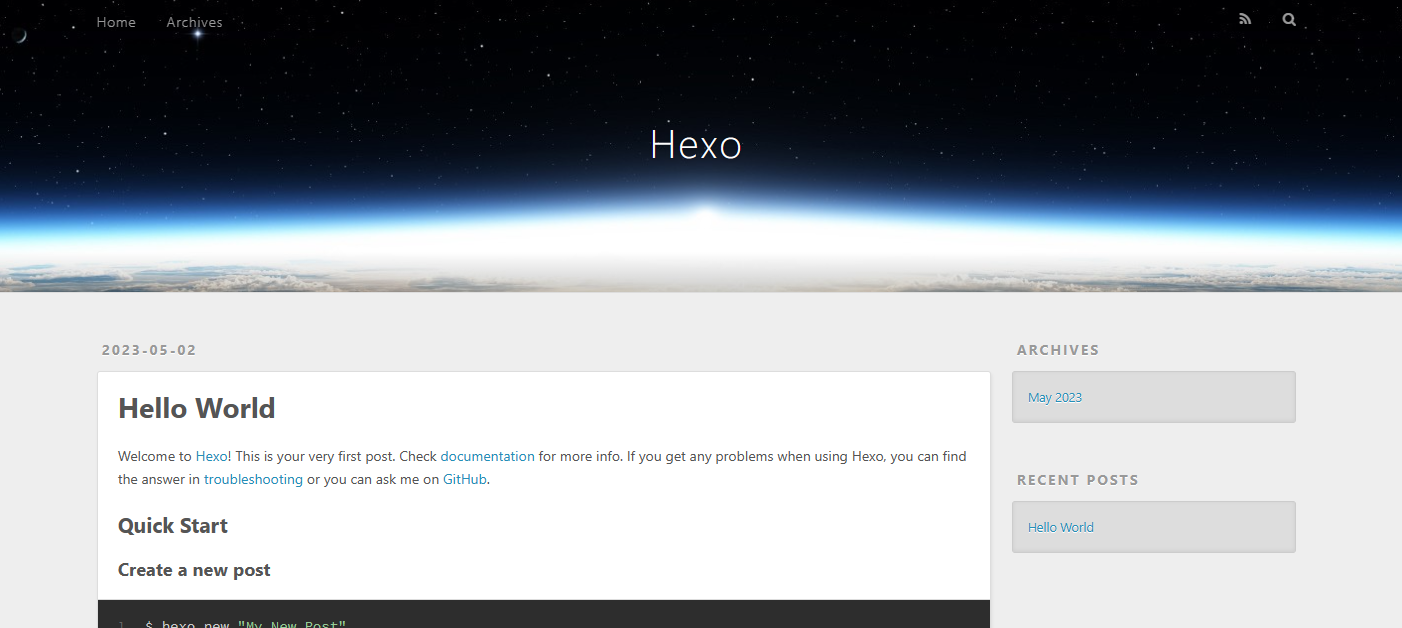 Home Archives
Hexo
2023-05-02
Hello World
Welcome to Hexo! This is your very first post. Check documentation for more info. If you get any problems when using Hexo, you can find
the answer in troubleshooting or you can ask me on GitHub.
Quick Start
Create a new post
1 $ hexo new "My New Post"
ARCHIVES
May 2023
RECENT POSTS
Hello World